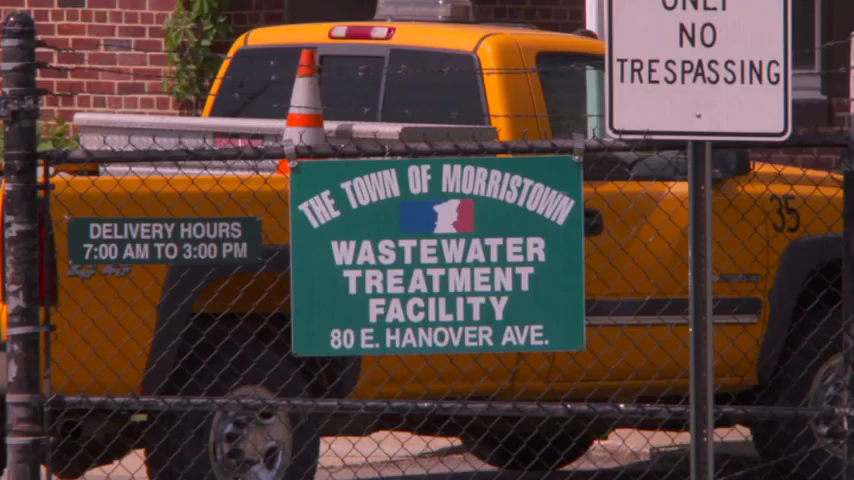 ONLY
NO
TRESPASSING
THE TOWN OF MORRISTOWN
WASTEWATER
TREATMENT
FACILITY
80 E. HANOVER AVE.
DELIVERY HOURS
7:00 AM TO 3:00 PM
35